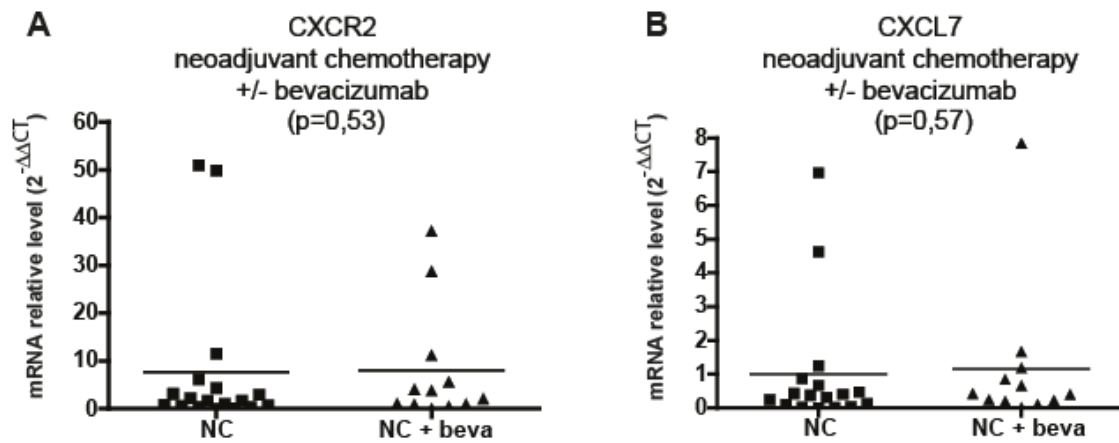 A
CXCR2
neoadjuvant chemotherapy
+/- bevacizumab
(p=0,53)
mRNA relative level (2^-ΔΔCT)
60
50
40
30
20
10
0
NC
NC + beva
B
CXCL7
neoadjuvant chemotherapy
+/- bevacizumab
(p=0,57)
mRNA relative level (2^-ΔΔCT)
8
7
6
5
4
3
2
1
0
NC
NC + beva